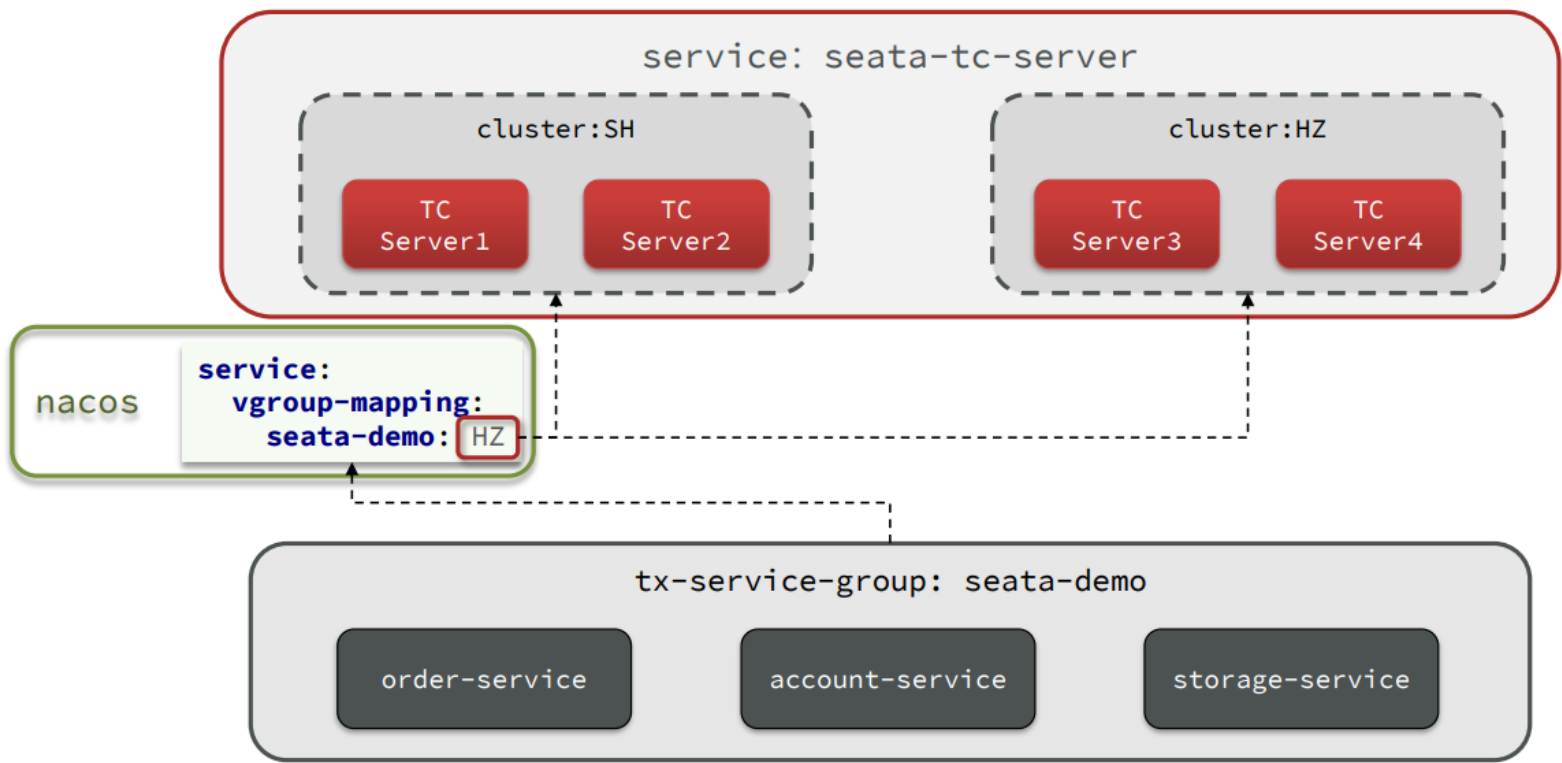 service: seata-tc-server
cluster:SH
cluster:HZ
TC
Server1
TC
Server2
TC
Server3
TC
Server4
nacos
service:
vgroup-mapping:
seata-demo: HZ
tx-service-group: seata-demo
order-service
account-service
storage-service